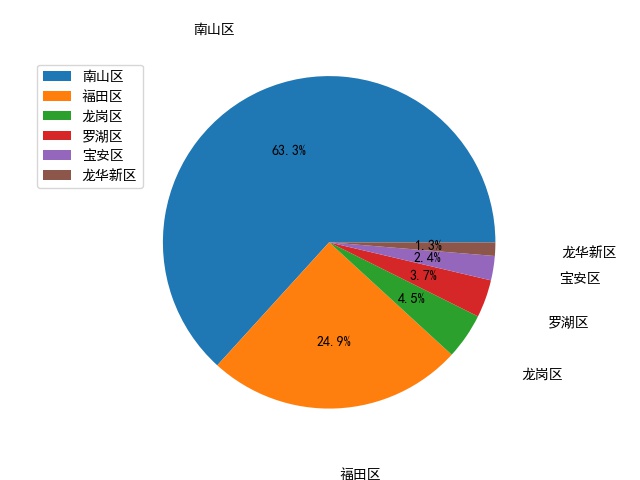 南山区
南山区
福田区
龙岗区
罗湖区
宝安区
龙华新区
63.3%
24.9%
4.5%
3.7%
2.4%
1.3%
龙华新区
宝安区
罗湖区
龙岗区
福田区